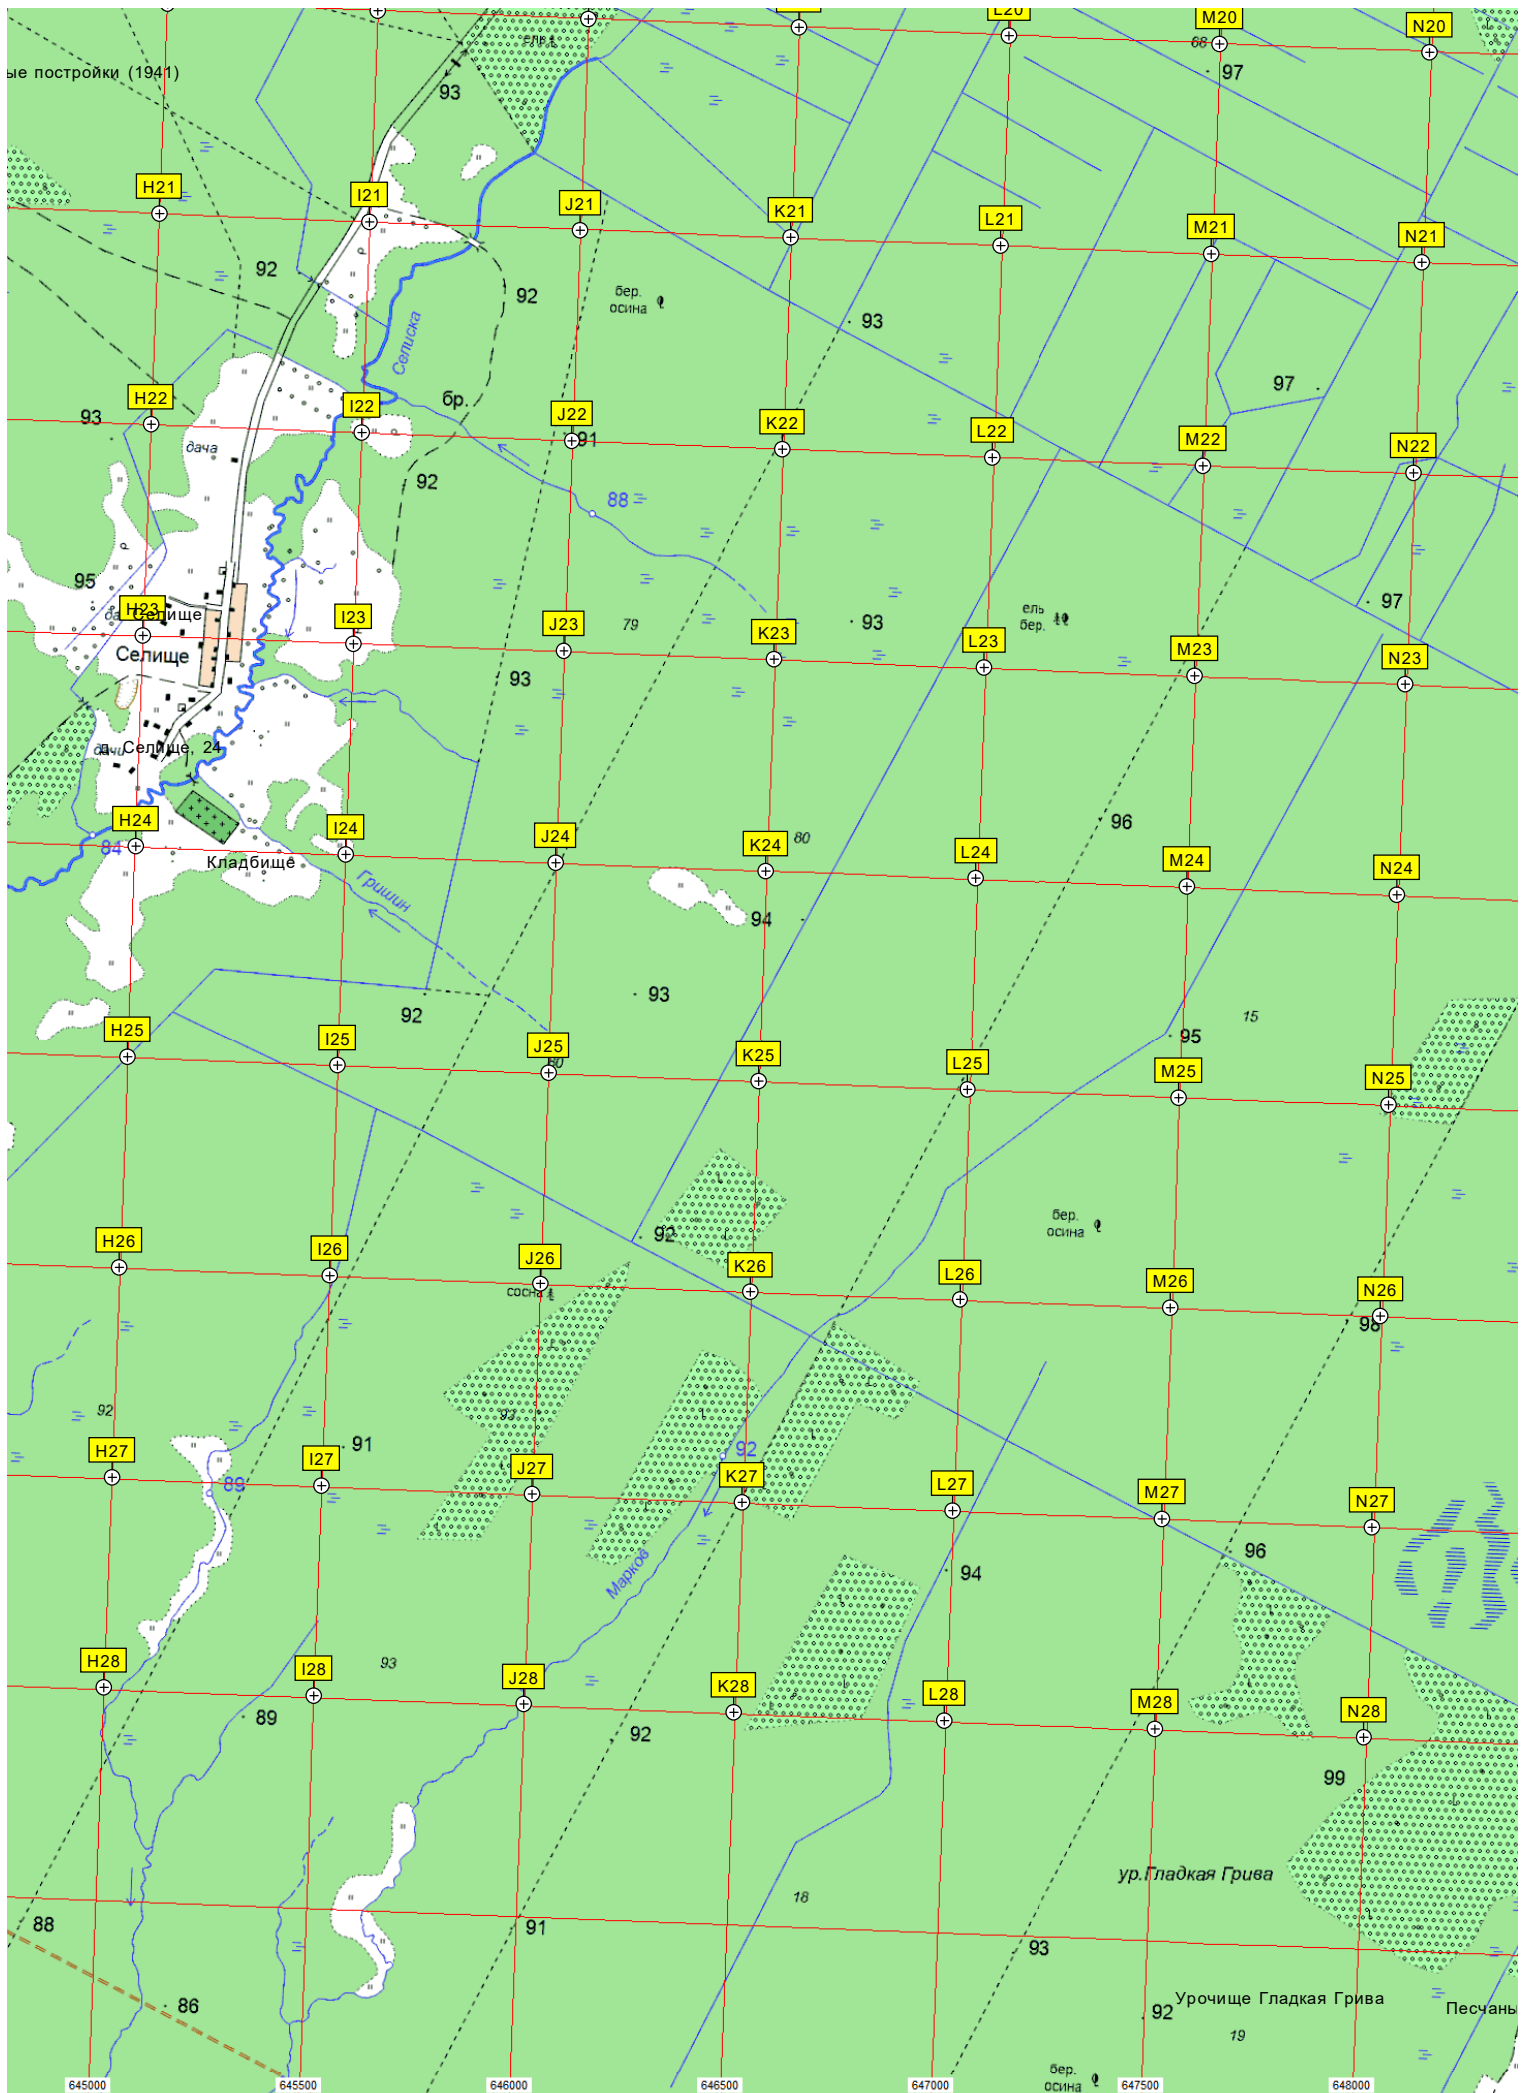 L20
M20
N20
ель
68
97
ые постройки (1941)
93
H21
I21
J21
K21
L21
M21
N21
92
92
бер.
осина
93
Селиска
97
H22
I22
J22
K22
L22
M22
N22
93
бр.
дача
91
92
88
95
97
H23
Селище
I23
J23
K23
L23
M23
N23
79
93
ель
бер.
Селище
93
д. Селище, 24
96
H24
I24
J24
K24
L24
M24
N24
84
80
Кладбище
Гришин
94
93
92
15
95
H25
I25
J25
K25
L25
M25
N25
бер.
осина
92
H26
I26
J26
K26
L26
M26
N26
сосна
98
92
93
91
92
H27
I27
J27
K27
L27
M27
N27
89
96
Марков
94
H28
I28
J28
K28
L28
M28
N28
93
89
92
99
ур.Гладкая Грива
18
88
91
93
86
92
Урочище Гладкая Грива
Песчаны
19
бер.
осина
645000
645500
646000
646500
647000
647500
648000